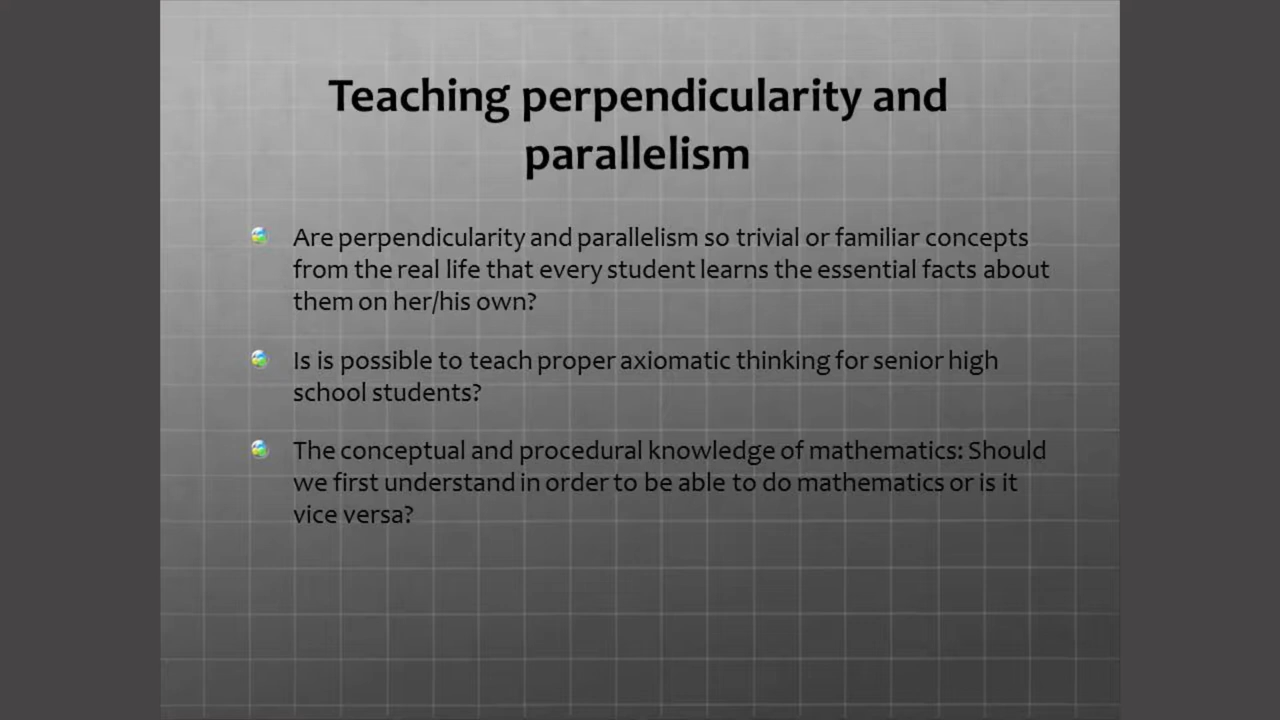 Teaching perpendicularity and
parallelism
Are perpendicularity and parallelism so trivial or familiar concepts
from the real life that every student learns the essential facts about
them on her/his own?
Is is possible to teach proper axiomatic thinking for senior high
school students?
The conceptual and procedural knowledge of mathematics: Should
we first understand in order to be able to do mathematics or is it
vice versa?